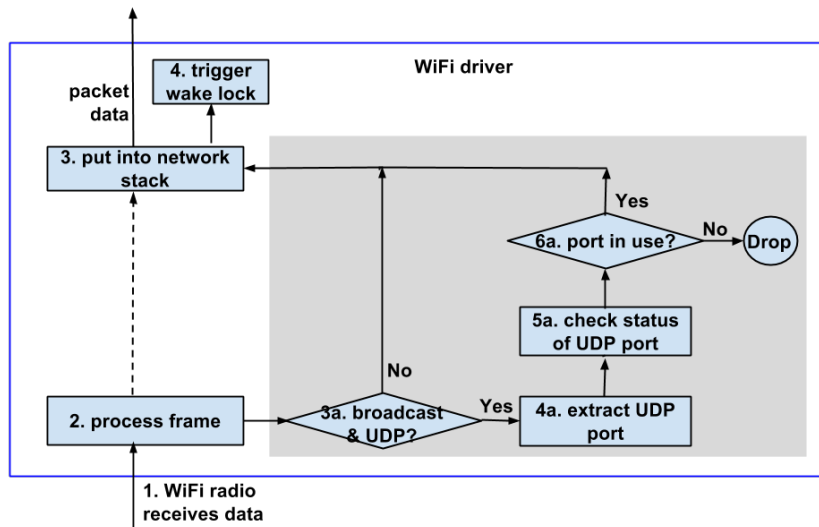 WiFi driver
4. trigger
wake lock
packet
data
3. put into network
stack
Yes
6a. port in use?
No
Drop
5a. check status
of UDP port
No
2. process frame
3a. broadcast
& UDP?
Yes
4a. extract UDP
port
1. WiFi radio
receives data